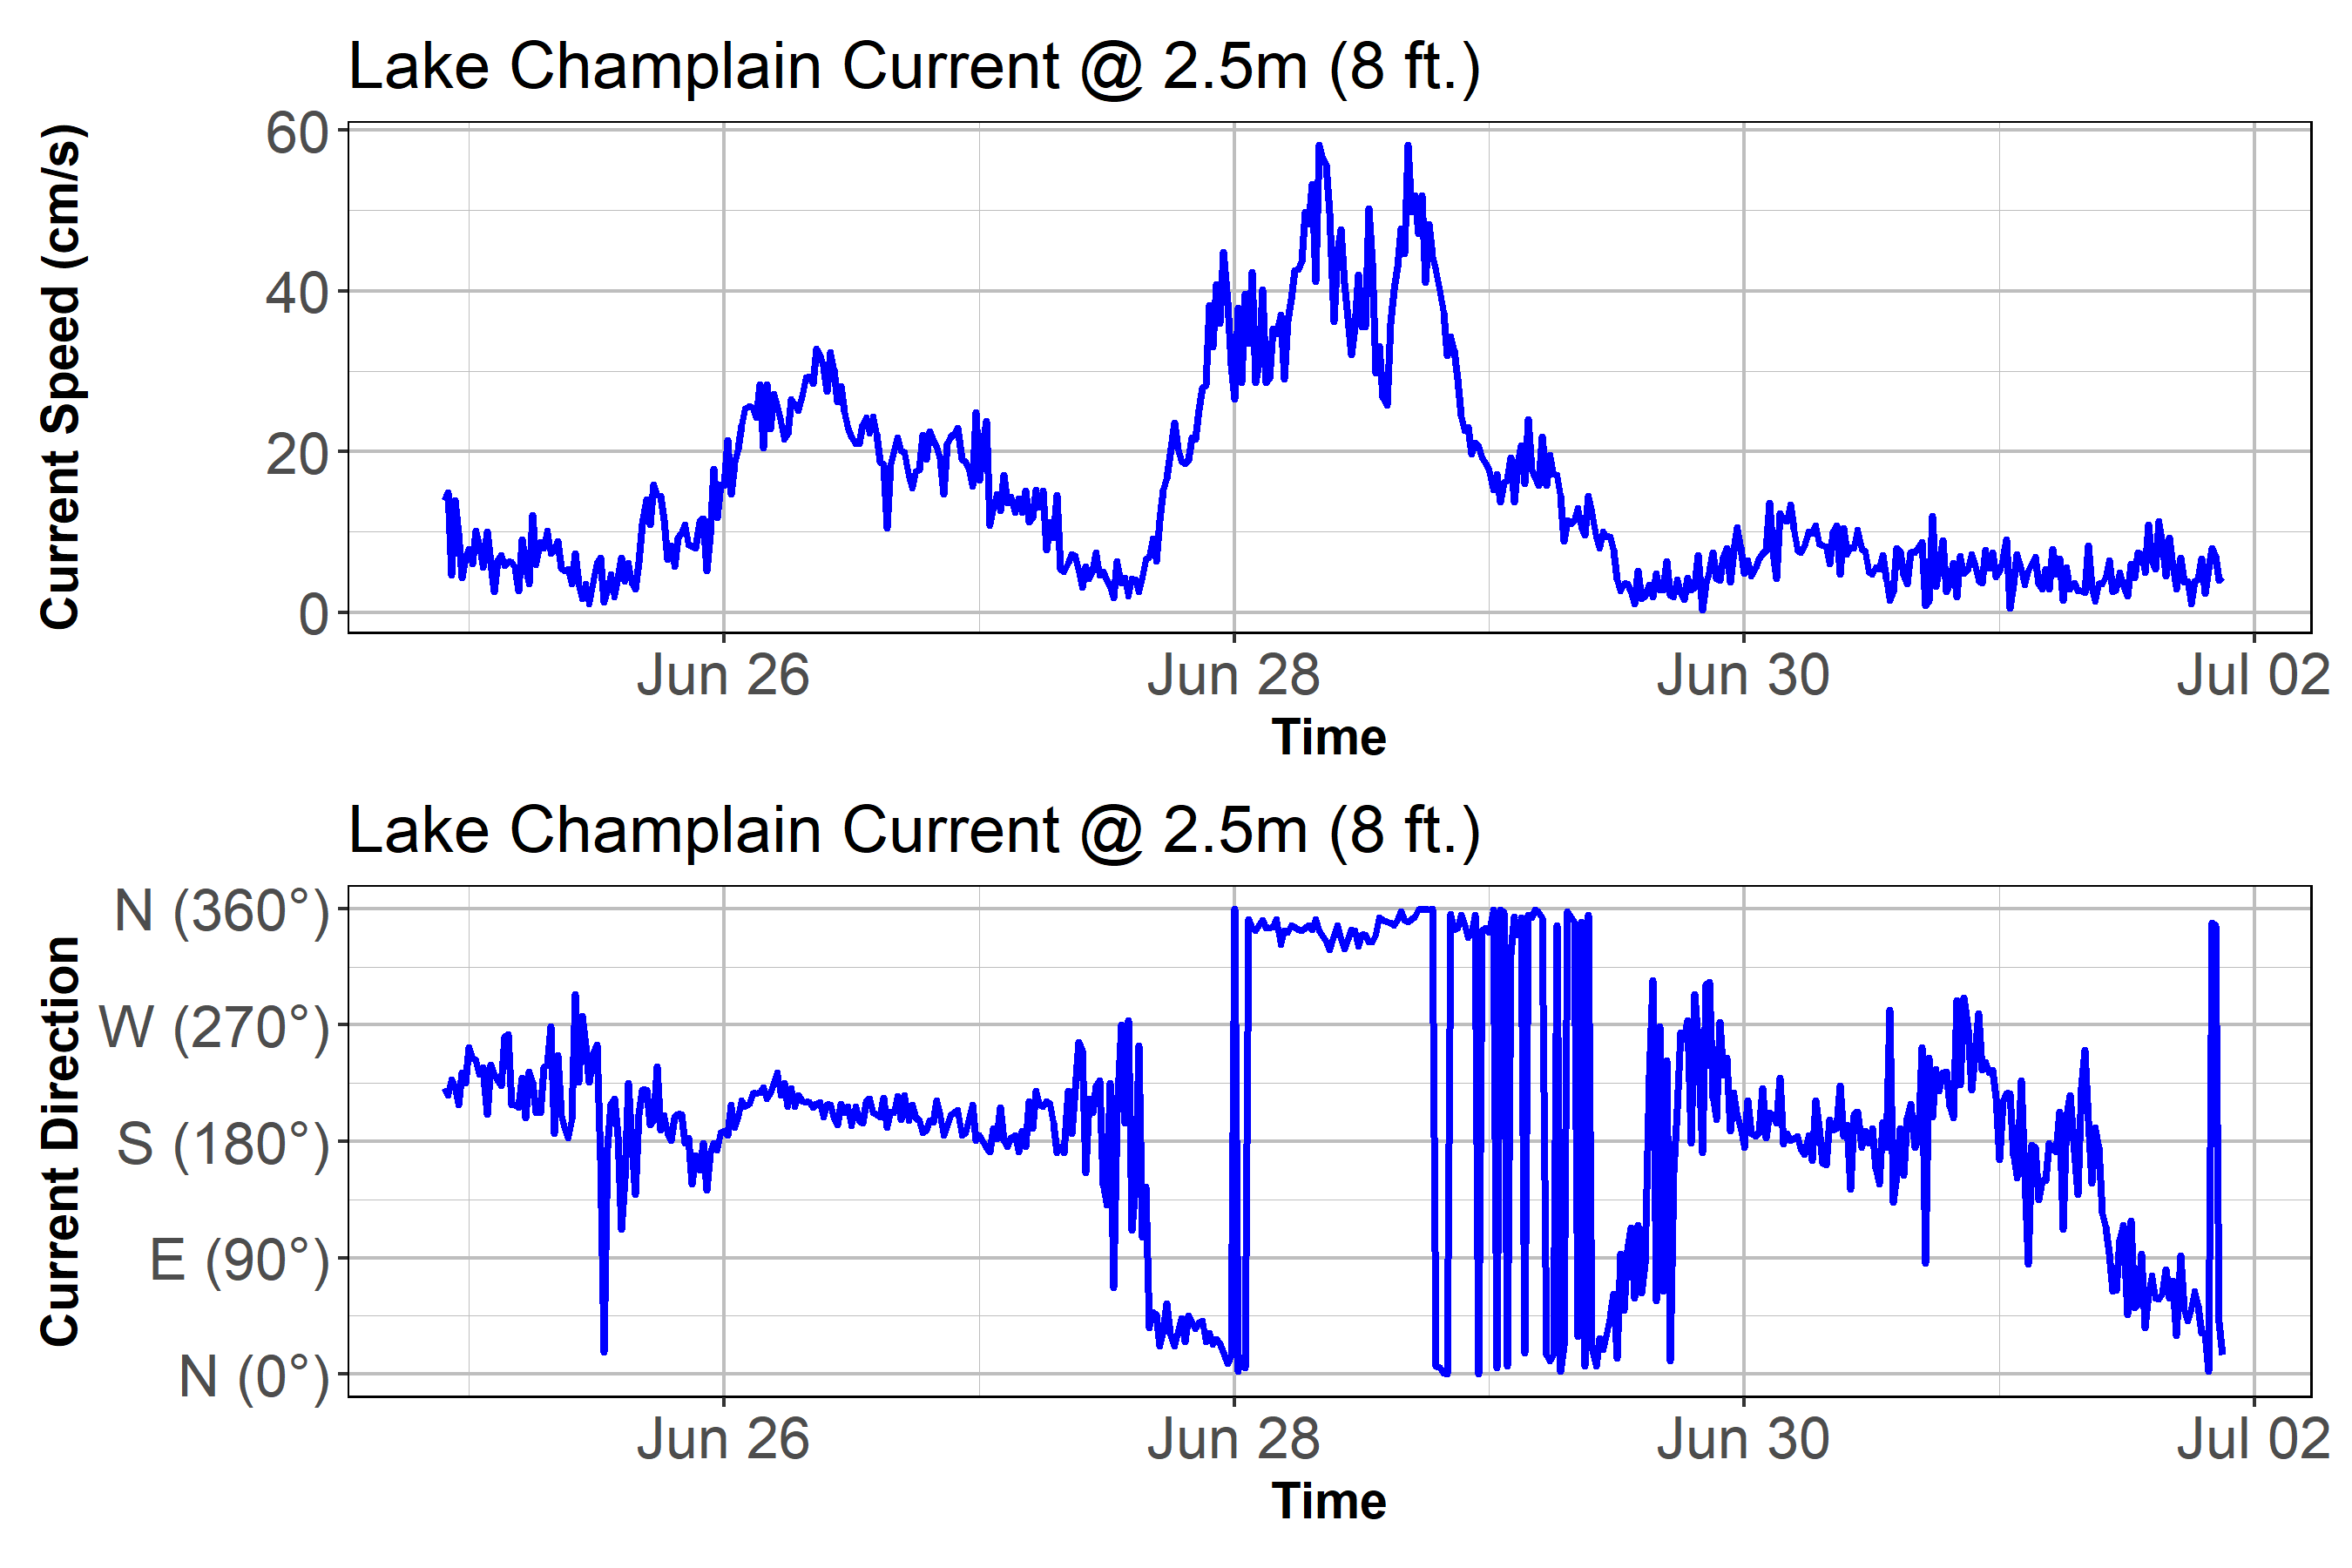 Lake Champlain Current @ 2.5m (8 ft.)
Current Speed (cm/s)
60
40
20
0
Jun 26 Jun 28 Jun 30 Jul 02
Time
Lake Champlain Current @ 2.5m (8 ft.)
Current Direction
N (360°)
W (270°)
S (180°)
E (90°)
N (0°)
Jun 26 Jun 28 Jun 30 Jul 02
Time